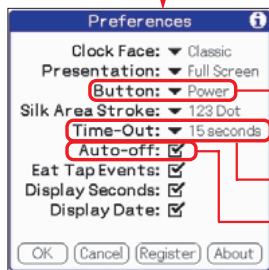 Preferences
Clock Face: Classic
Presentation: Full Screen
Button: Power
Silk Area Stroke: 123 Dot
Time-Out: 15 seconds
Auto-off:
Eat Tap Events:
Display Seconds:
Display Date:
OK Cancel Register About